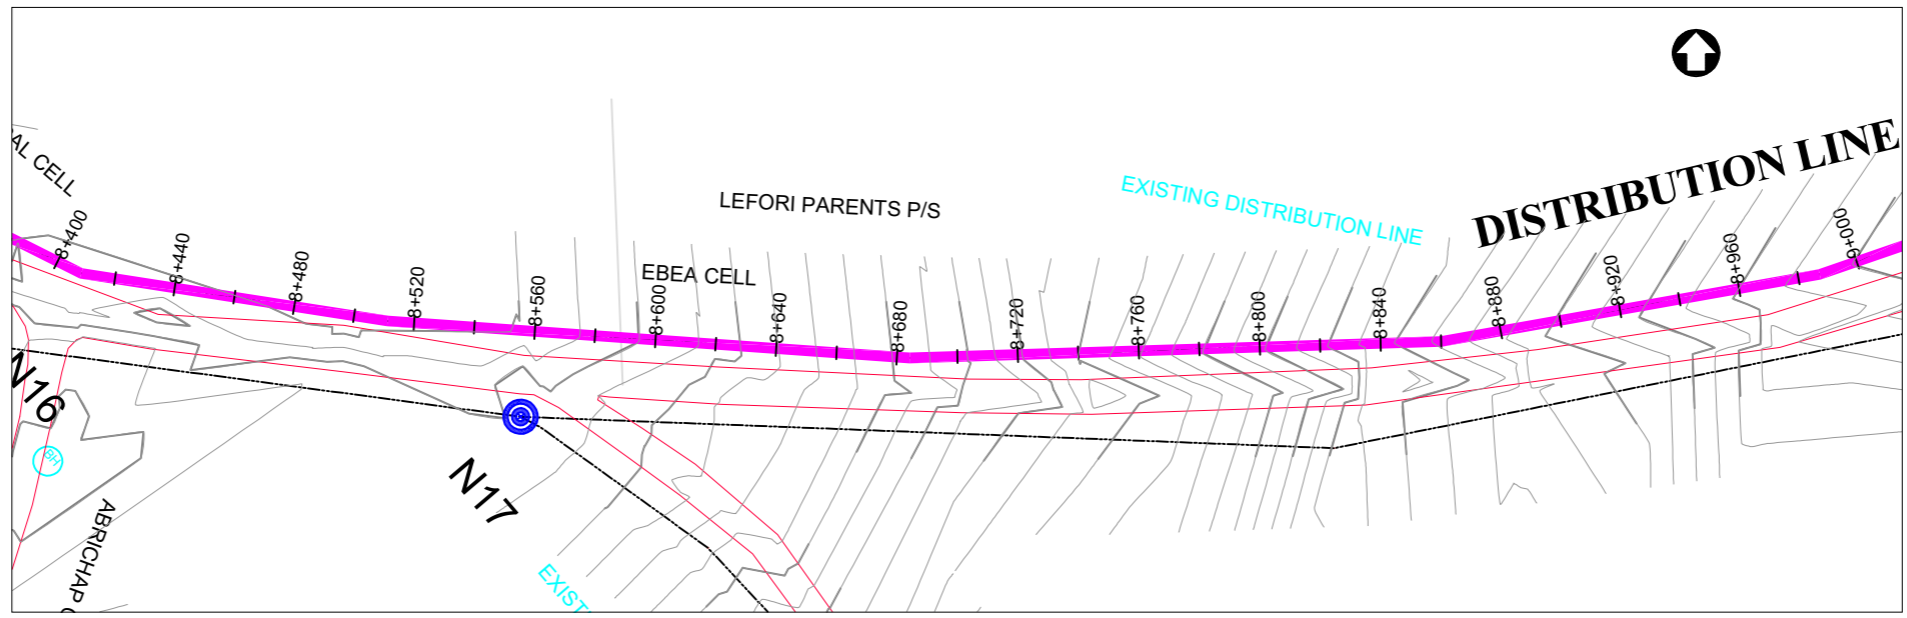 DISTRIBUTION LINE
EXISTING DISTRIBUTION LINE
LEFORI PARENTS P/S
EBEA CELL
AL CELL
8+400
8+440
8+480
8+520
8+560
8+600
8+640
8+680
8+720
8+760
8+800
8+840
8+880
8+920
8+960
9+000
N16
N17
BH
ABRICHAP
EXIST